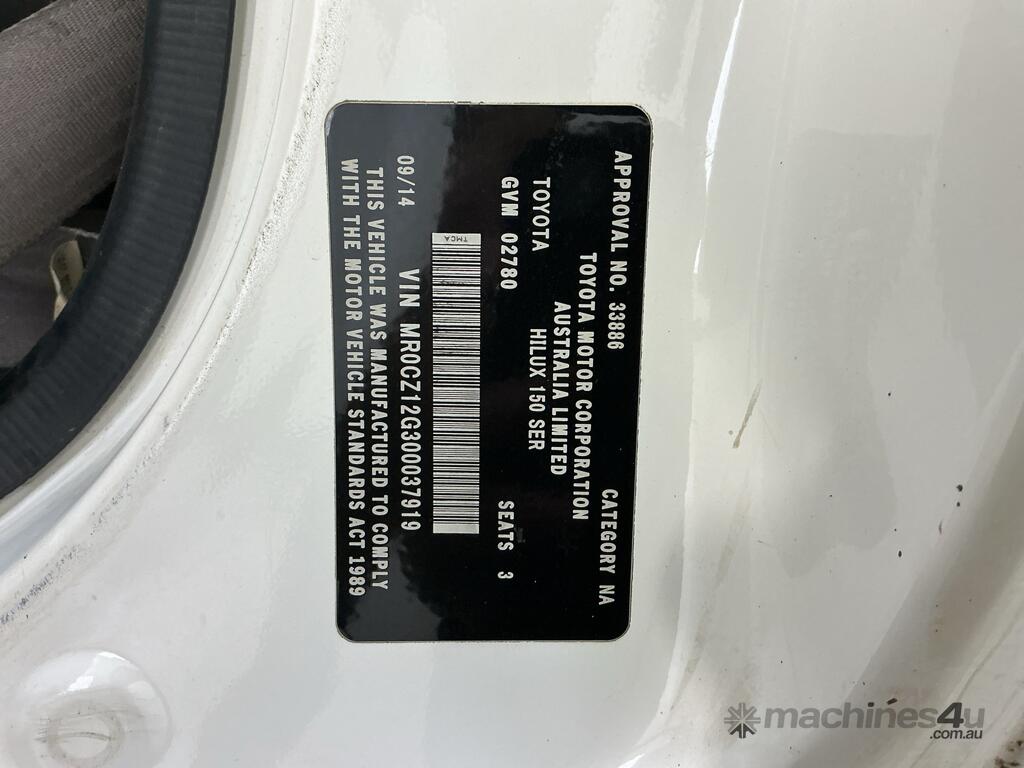 APPROVAL NO. 33886 CATEGORY NA
TOYOTA MOTOR CORPORATION
AUSTRALIA LIMITED
TOYOTA HILUX 150 SER
GVM 02780 SEATS 3
TMCA
09/14 VIN MR0CZ12G300037919
THIS VEHICLE WAS MANUFACTURED TO COMPLY
WITH THE MOTOR VEHICLE STANDARDS ACT 1989
machines4u
.com.au